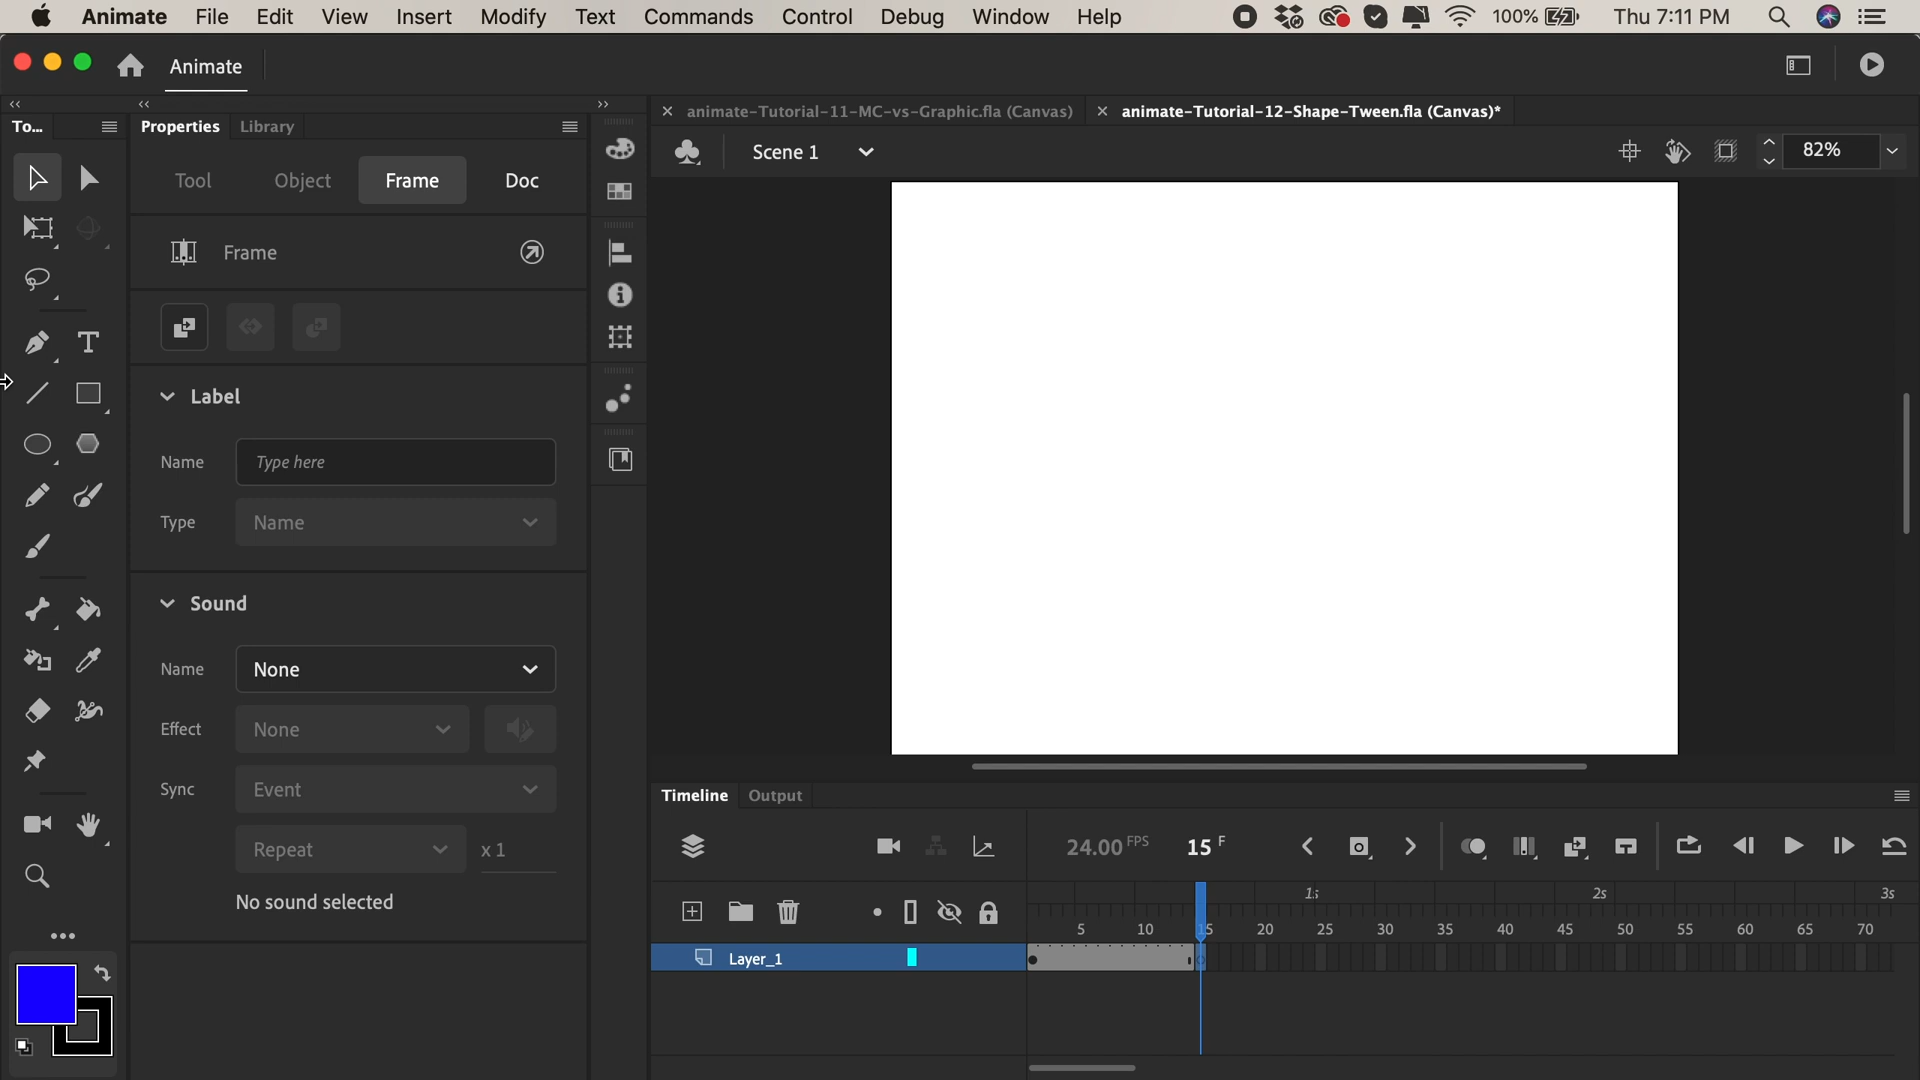 Animate File Edit View Insert Modify Text Commands Control Debug Window Help 100% Thu 7:11 PM
Animate
To... Properties Library
animate-Tutorial-11-MC-vs-Graphic.fla (Canvas) animate-Tutorial-12-Shape-Tween.fla (Canvas)*
Tool Object Frame Doc
Scene 1 82%
Frame
Label
Name Type here
Type Name
Sound
Name None
Effect None
Sync Event
Repeat x 1
No sound selected
Timeline Output
24.00 FPS 15 F
1s 2s 3s
5 10 15 20 25 30 35 40 45 50 55 60 65 70
Layer_1